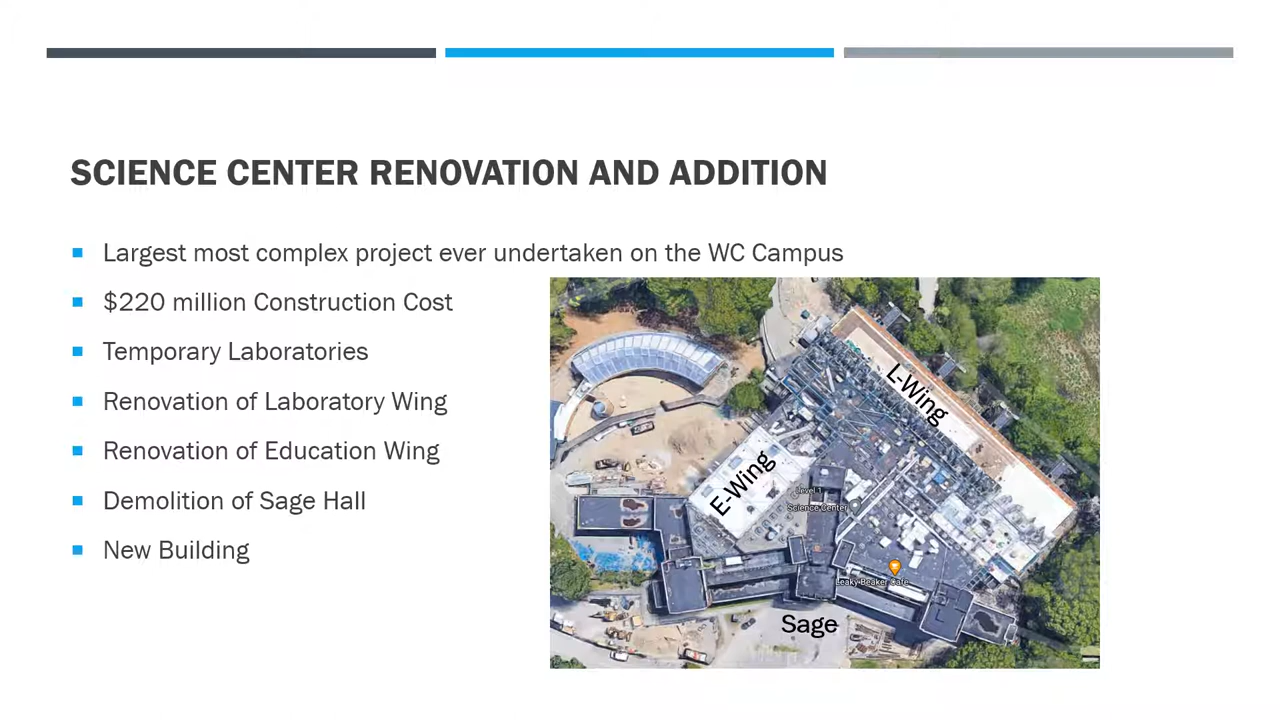 SCIENCE CENTER RENOVATION AND ADDITION
Largest most complex project ever undertaken on the WC Campus
$220 million Construction Cost
Temporary Laboratories
Renovation of Laboratory Wing
Renovation of Education Wing
Demolition of Sage Hall
New Building
L-Wing
E-Wing
Level 1
Science Center
Leaky Beaker Cafe
Sage